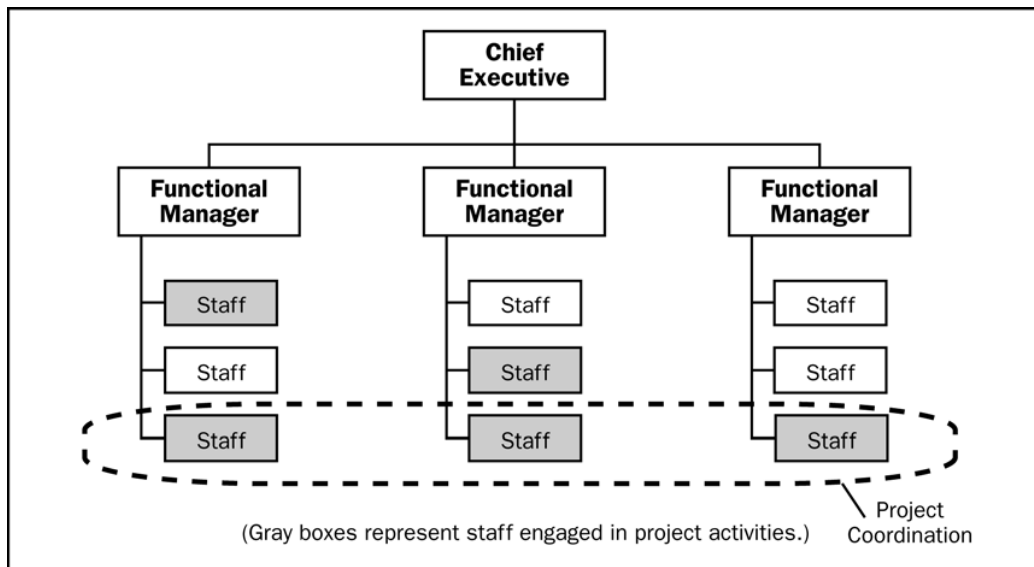 Chief
Executive
Functional
Manager
Functional
Manager
Functional
Manager
Staff
Staff
Staff
Staff
Staff
Staff
Staff
Staff
Staff
(Gray boxes represent staff engaged in project activities.)
Project
Coordination